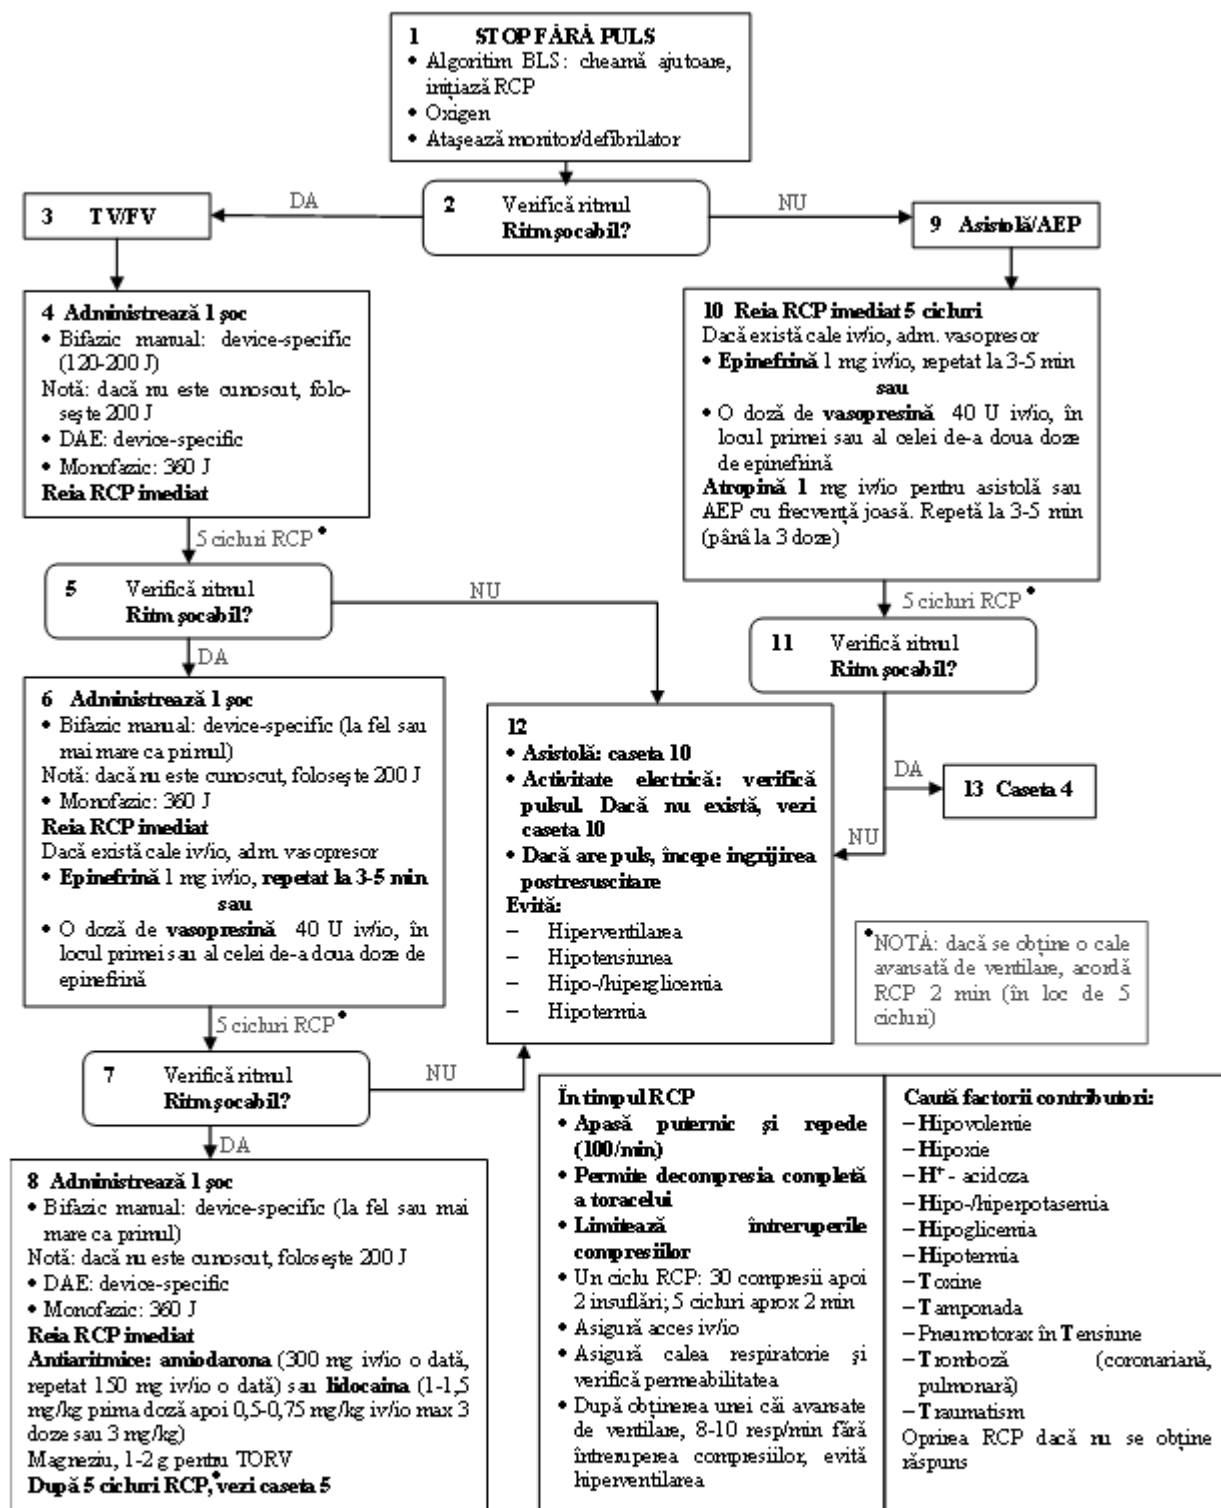 1 STOP FĂRĂ PULS
• Algoritim BLS: cheamă ajutoare,
inițiază RCP
• Oxigen
• Atașează monitor/defibrilator
2 Verifică ritmul
Ritm șocabil?
DA
NU
3 TV/FV
4 Administrează 1 șoc
• Bifazic manual: device-specific
(120-200 J)
Notă: dacă nu este cunoscut, folo-
sește 200 J
• DAE: device-specific
• Monofazic: 360 J
Reia RCP imediat
5 cicluri RCP•
5 Verifică ritmul
Ritm șocabil?
NU
DA
6 Administrează 1 șoc
• Bifazic manual: device-specific (la fel sau
mai mare ca primul)
Notă: dacă nu este cunoscut, folosește 200 J
• Monofazic: 360 J
Reia RCP imediat
Dacă există cale iv/io, adm. vasopresor
• Epinefrină 1 mg iv/io, repetat la 3-5 min
sau
• O doză de vasopresină 40 U iv/io, în
locul primei sau al celei de-a doua doze de
epinefrină
5 cicluri RCP•
7 Verifică ritmul
Ritm șocabil?
NU
DA
8 Administrează 1 șoc
• Bifazic manual: device-specific (la fel sau mai
mare ca primul)
Notă: dacă nu este cunoscut, folosește 200 J
• DAE: device-specific
• Monofazic: 360 J
Reia RCP imediat
Antiaritmice: amiodarona (300 mg iv/io o dată,
repetat 150 mg iv/io o dată) sau lidocaina (1-1,5
mg/kg prima doză apoi 0,5-0,75 mg/kg iv/io max 3
doze sau 3 mg/kg)
Magneziu, 1-2 g pentru TORV
După 5 cicluri RCP,• vezi caseta 5
9 Asistolă/AEP
10 Reia RCP imediat 5 cicluri
Dacă există cale iv/io, adm. vasopresor
• Epinefrină 1 mg iv/io, repetat la 3-5 min
sau
• O doză de vasopresină 40 U iv/io, în
locul primei sau al celei de-a doua doze
de epinefrină
Atropină 1 mg iv/io pentru asistolă sau
AEP cu frecvență joasă. Repetă la 3-5 min
(până la 3 doze)
5 cicluri RCP•
11 Verifică ritmul
Ritm șocabil?
DA
NU
13 Caseta 4
12
• Asistolă: caseta 10
• Activitate electrică: verifică
pulsul. Dacă nu există, vezi
caseta 10
• Dacă are puls, începe ingrijirea
postresuscitare
Evită:
– Hiperventilarea
– Hipotensiunea
– Hipo-/hiperglicemia
– Hipotermia
•NOTĂ: dacă se obține o cale
avansată de ventilare, acordă
RCP 2 min (în loc de 5
cicluri)
În timpul RCP
• Apasă puternic și repede
(100/min)
• Permite decompresia completă
a toracelui
• Limitează întreruperile
compresiilor
• Un ciclu RCP: 30 compresii apoi
2 insuflări; 5 cicluri aprox 2 min
• Asigură acces iv/io
• Asigură calea respiratorie și
verifică permeabilitatea
• După obținerea unei căi avansate
de ventilare, 8-10 resp/min fără
întreruperea compresiilor, evită
hiperventilarea
Caută factorii contributori:
– Hipovolemie
– Hipoxie
– H⁺ - acidoza
– Hipo-/hiperpotasemia
– Hipoglicemia
– Hipotermia
– Toxine
– Tamponada
– Pneumotorax în Tensiune
– Tromboză (coronariană,
pulmonară)
– Traumatism
Oprirea RCP dacă nu se obține
răspuns